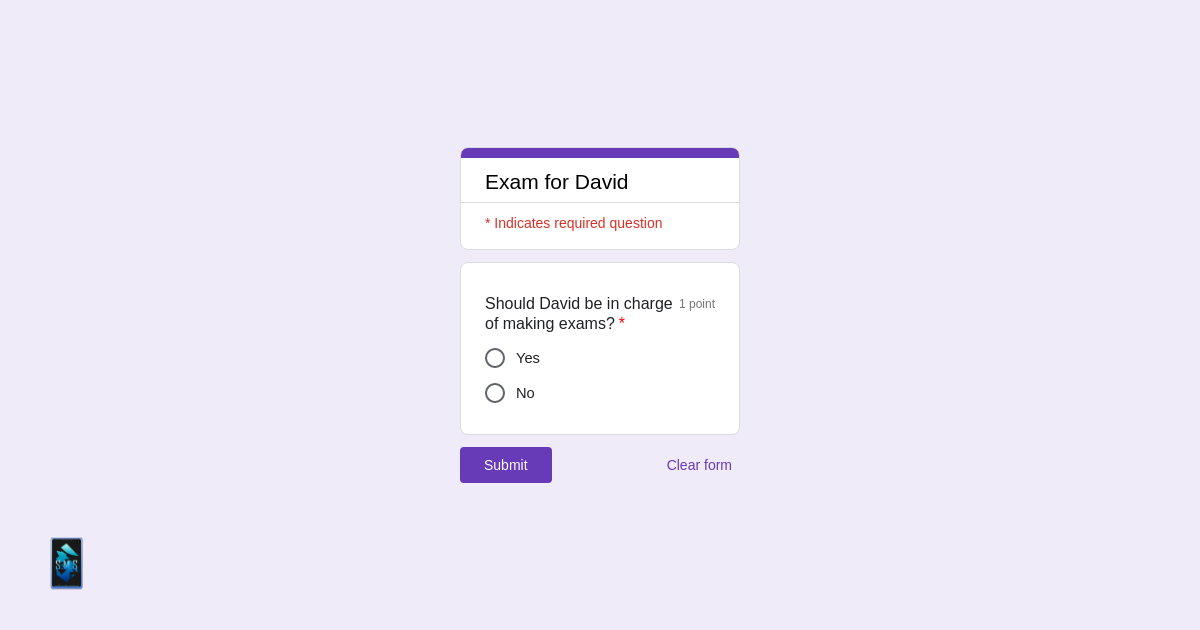 Exam for David
* Indicates required question
Should David be in charge 1 point
of making exams? *
Yes
No
Submit Clear form
SMS